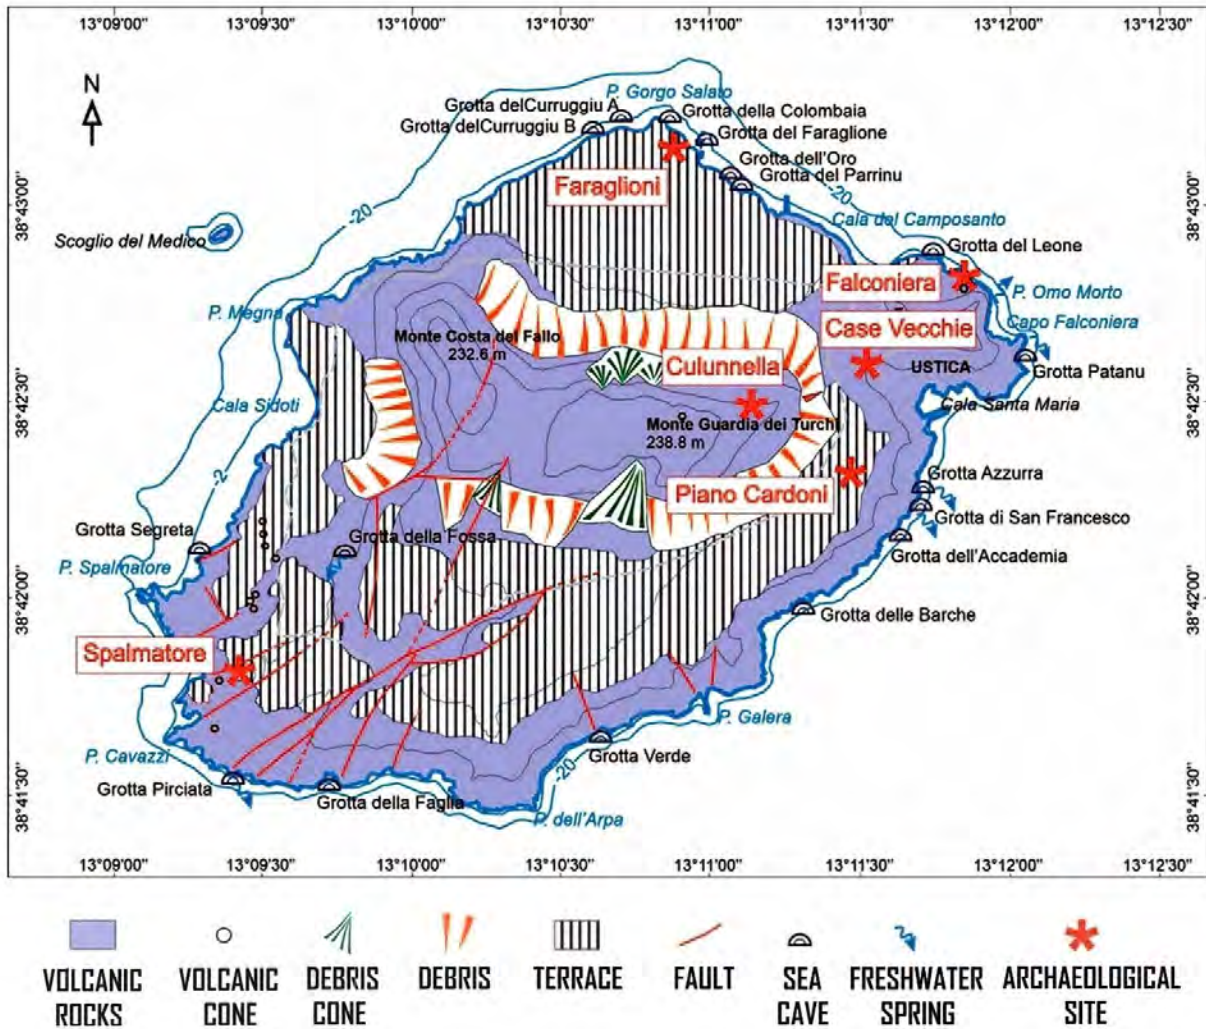 13°09'00" 13°09'30" 13°10'00" 13°10'30" 13°11'00" 13°11'30" 13°12'00" 13°12'30"
N
P. Gorgo Salato
Grotta delCurruggiu A
Grotta della Colombaia
Grotta delCurruggiu B
Grotta del Faraglione
Grotta dell'Oro
Grotta del Parrinu
Faraglioni
38°43'00"
38°43'00"
-20
-20
Cala del Camposanto
Scoglio del Medico
Grotta del Leone
Falconiera
P. Omo Morto
P. Megna
Case Vecchie
Capo Falconiera
Monte Costa del Fallo
232.6 m
Culunnella
USTICA
Grotta Patanu
38°42'30"
38°42'30"
Cala Sidoti
Cala Santa Maria
Monte Guardia dei Turchi
238.8 m
-2
Grotta Azzurra
Piano Cardoni
Grotta di San Francesco
Grotta Segreta
Grotta della Fossa
Grotta dell'Accademia
P. Spalmatore
38°42'00"
38°42'00"
Grotta delle Barche
Spalmatore
P. Galera
P. Cavazzi
Grotta Verde
-20
Grotta Pirciata
Grotta della Faglia
38°41'30"
38°41'30"
P. dell'Arpa
13°09'00" 13°09'30" 13°10'00" 13°10'30" 13°11'00" 13°11'30" 13°12'00" 13°12'30"
VOLCANIC ROCKS
VOLCANIC CONE
DEBRIS CONE
DEBRIS
TERRACE
FAULT
SEA CAVE
FRESHWATER SPRING
ARCHAEOLOGICAL SITE